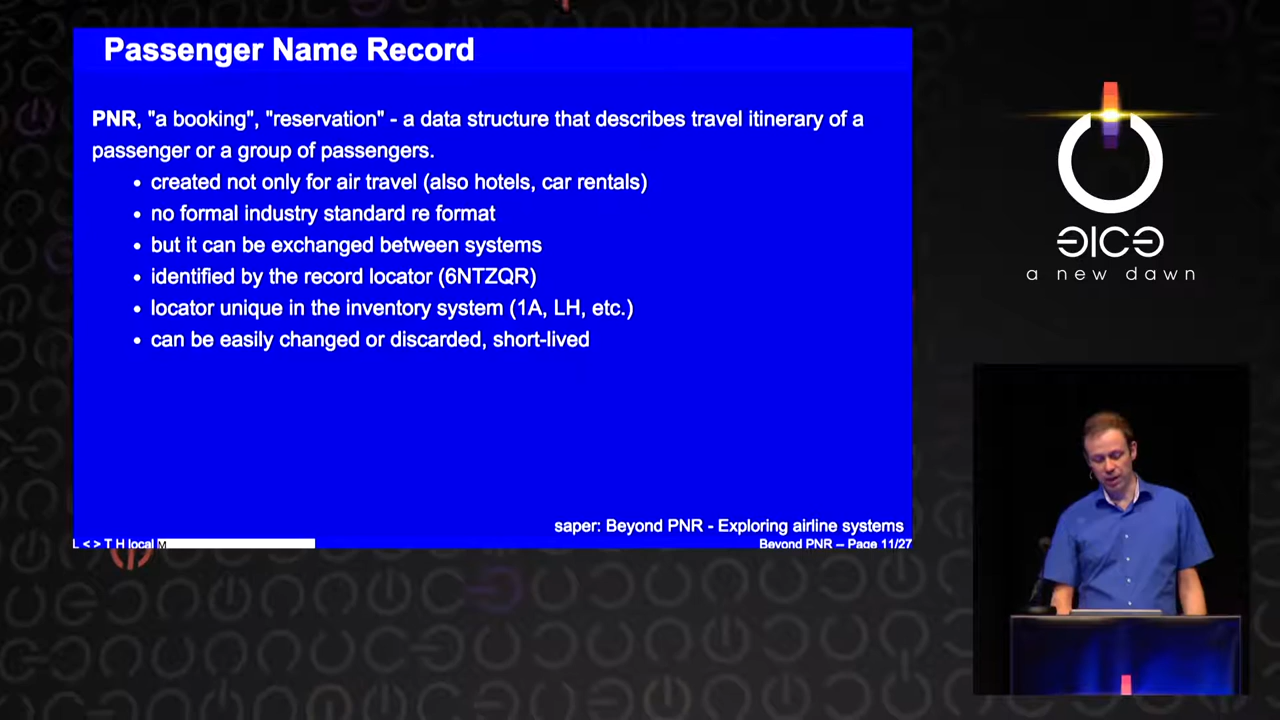 Passenger Name Record
PNR, "a booking", "reservation" - a data structure that describes travel itinerary of a
passenger or a group of passengers.
• created not only for air travel (also hotels, car rentals)
• no formal industry standard re format
• but it can be exchanged between systems
• identified by the record locator (6NTZQR)
• locator unique in the inventory system (1A, LH, etc.)
• can be easily changed or discarded, short-lived
saper: Beyond PNR - Exploring airline systems
L < > T H local M
Beyond PNR – Page 11/27
a new dawn